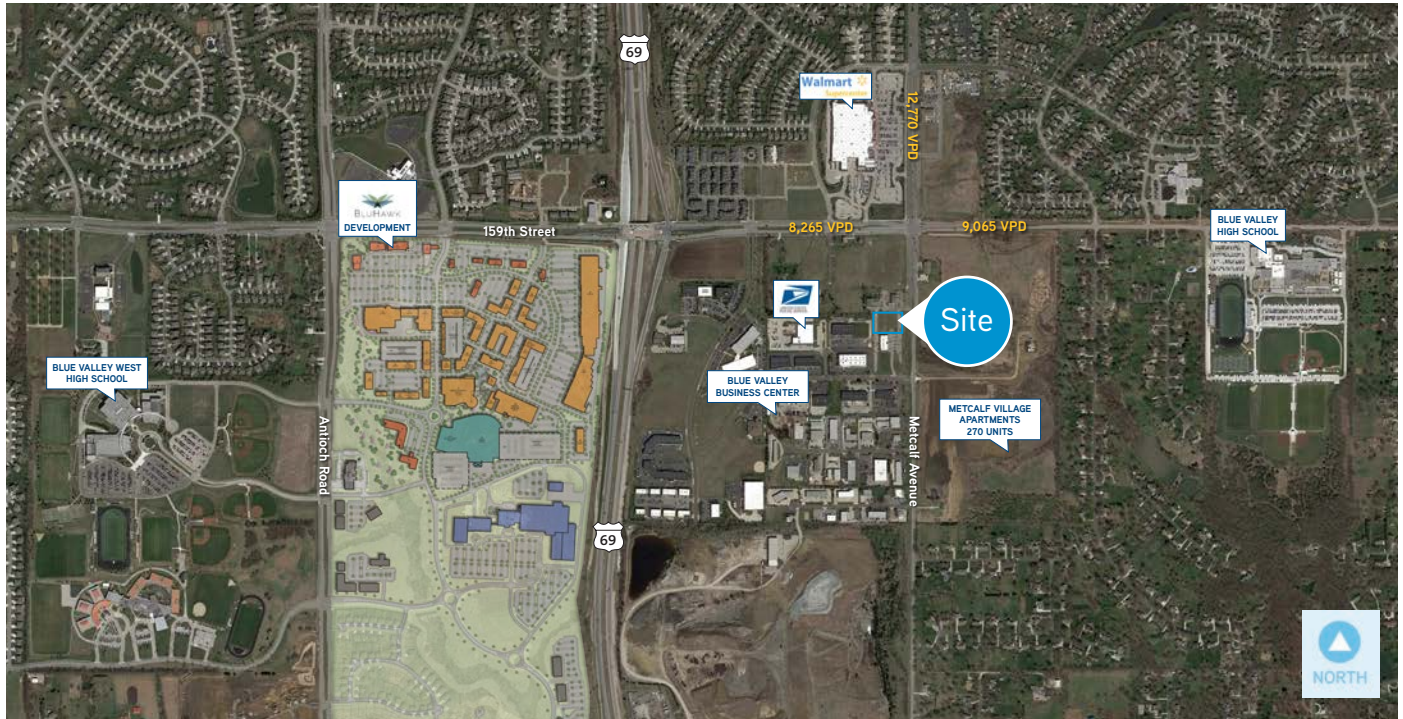 69
Walmart
Supercenter
12,770 VPD
BLUHAWK
DEVELOPMENT
159th Street
8,265 VPD
9,065 VPD
BLUE VALLEY
HIGH SCHOOL
Site
BLUE VALLEY WEST
HIGH SCHOOL
BLUE VALLEY
BUSINESS CENTER
METCALF VILLAGE
APARTMENTS
270 UNITS
Antioch Road
Metcalf Avenue
69
NORTH